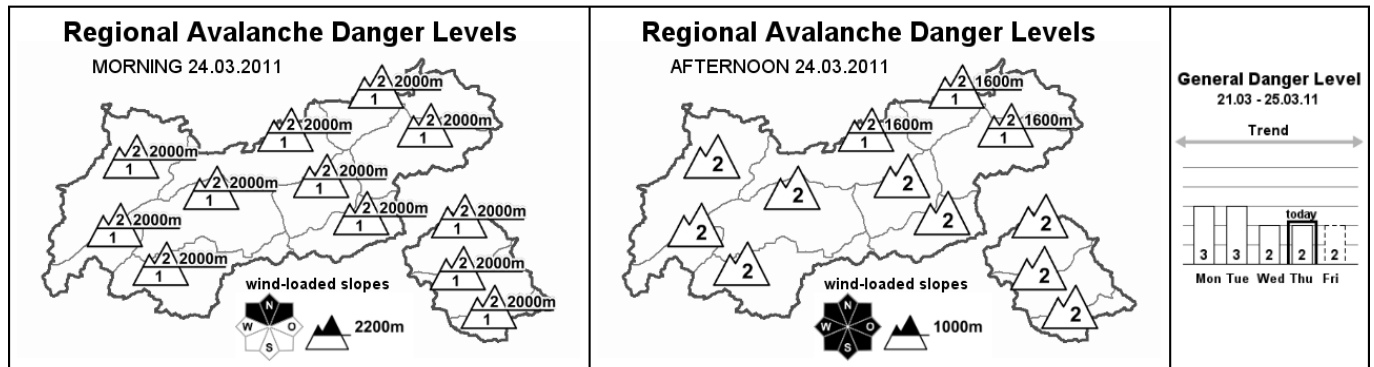 Regional Avalanche Danger Levels
MORNING 24.03.2011
2 2000m
1
2 2000m
1
2 2000m
1
2 2000m
1
2 2000m
1
2 2000m
1
2 2000m
1
2 2000m
1
2 2000m
1
2 2000m
1
2 2000m
1
2 2000m
1
wind-loaded slopes
N
W O
S
2200m
Regional Avalanche Danger Levels
AFTERNOON 24.03.2011
2 1600m
1
2 1600m
1
2 1600m
1
2
2
2
2
2
2
2
2
2
wind-loaded slopes
N
W O
S
1000m
General Danger Level
21.03 - 25.03.11
Trend
today
3 3 2 2 2
Mon Tue Wed Thu Fri